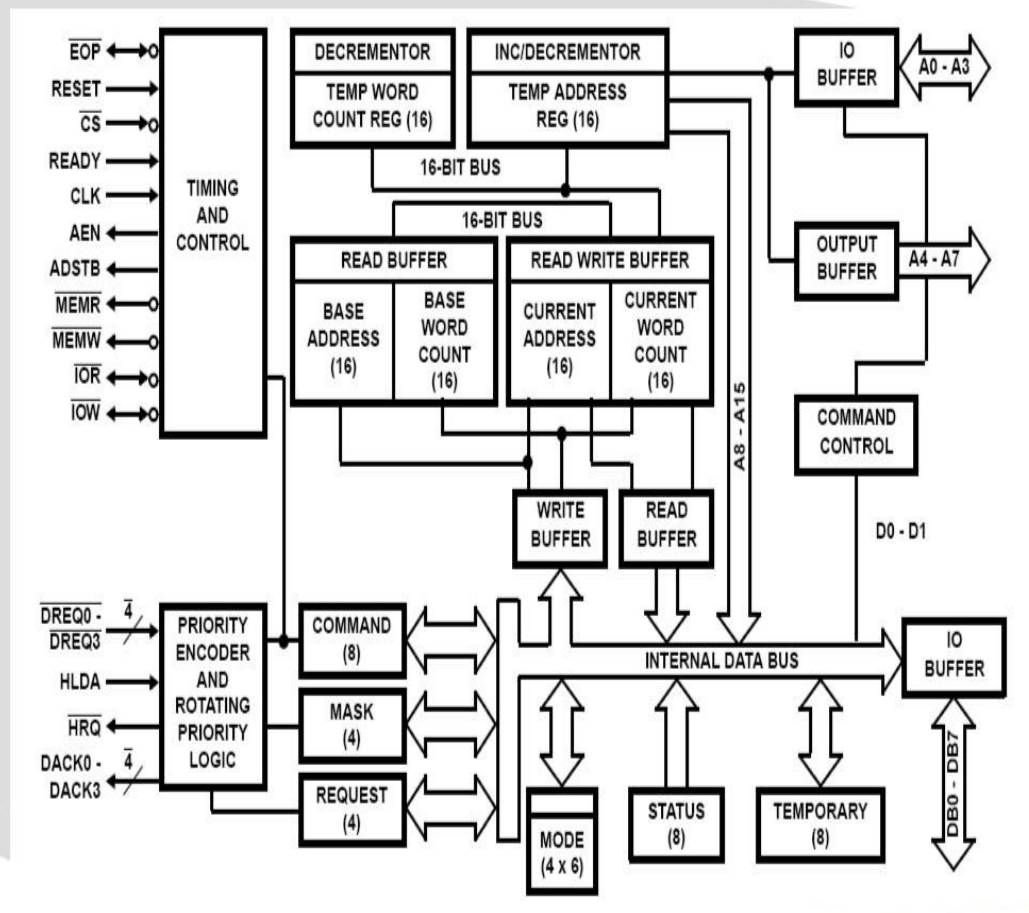 EOP
RESET
CS
READY
CLK
AEN
ADSTB
MEMR
MEMW
IOR
IOW
TIMING
AND
CONTROL
DECREMENTOR
TEMP WORD
COUNT REG (16)
INC/DECREMENTOR
TEMP ADDRESS
REG (16)
IO
BUFFER
A0 - A3
16-BIT BUS
16-BIT BUS
READ BUFFER
BASE
ADDRESS
(16)
BASE
WORD
COUNT
(16)
READ WRITE BUFFER
CURRENT
ADDRESS
(16)
CURRENT
WORD
COUNT
(16)
OUTPUT
BUFFER
A4 - A7
A8 - A15
COMMAND
CONTROL
WRITE
BUFFER
READ
BUFFER
D0 - D1
DREQ0 -
DREQ3
4
HLDA
HRQ
DACK0 -
DACK3
4
PRIORITY
ENCODER
AND
ROTATING
PRIORITY
LOGIC
COMMAND
(8)
MASK
(4)
REQUEST
(4)
INTERNAL DATA BUS
IO
BUFFER
MODE
(4 x 6)
STATUS
(8)
TEMPORARY
(8)
DB0 - DB7